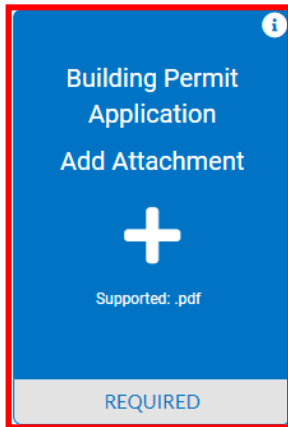 Building Permit
Application
Add Attachment
Supported: .pdf
REQUIRED